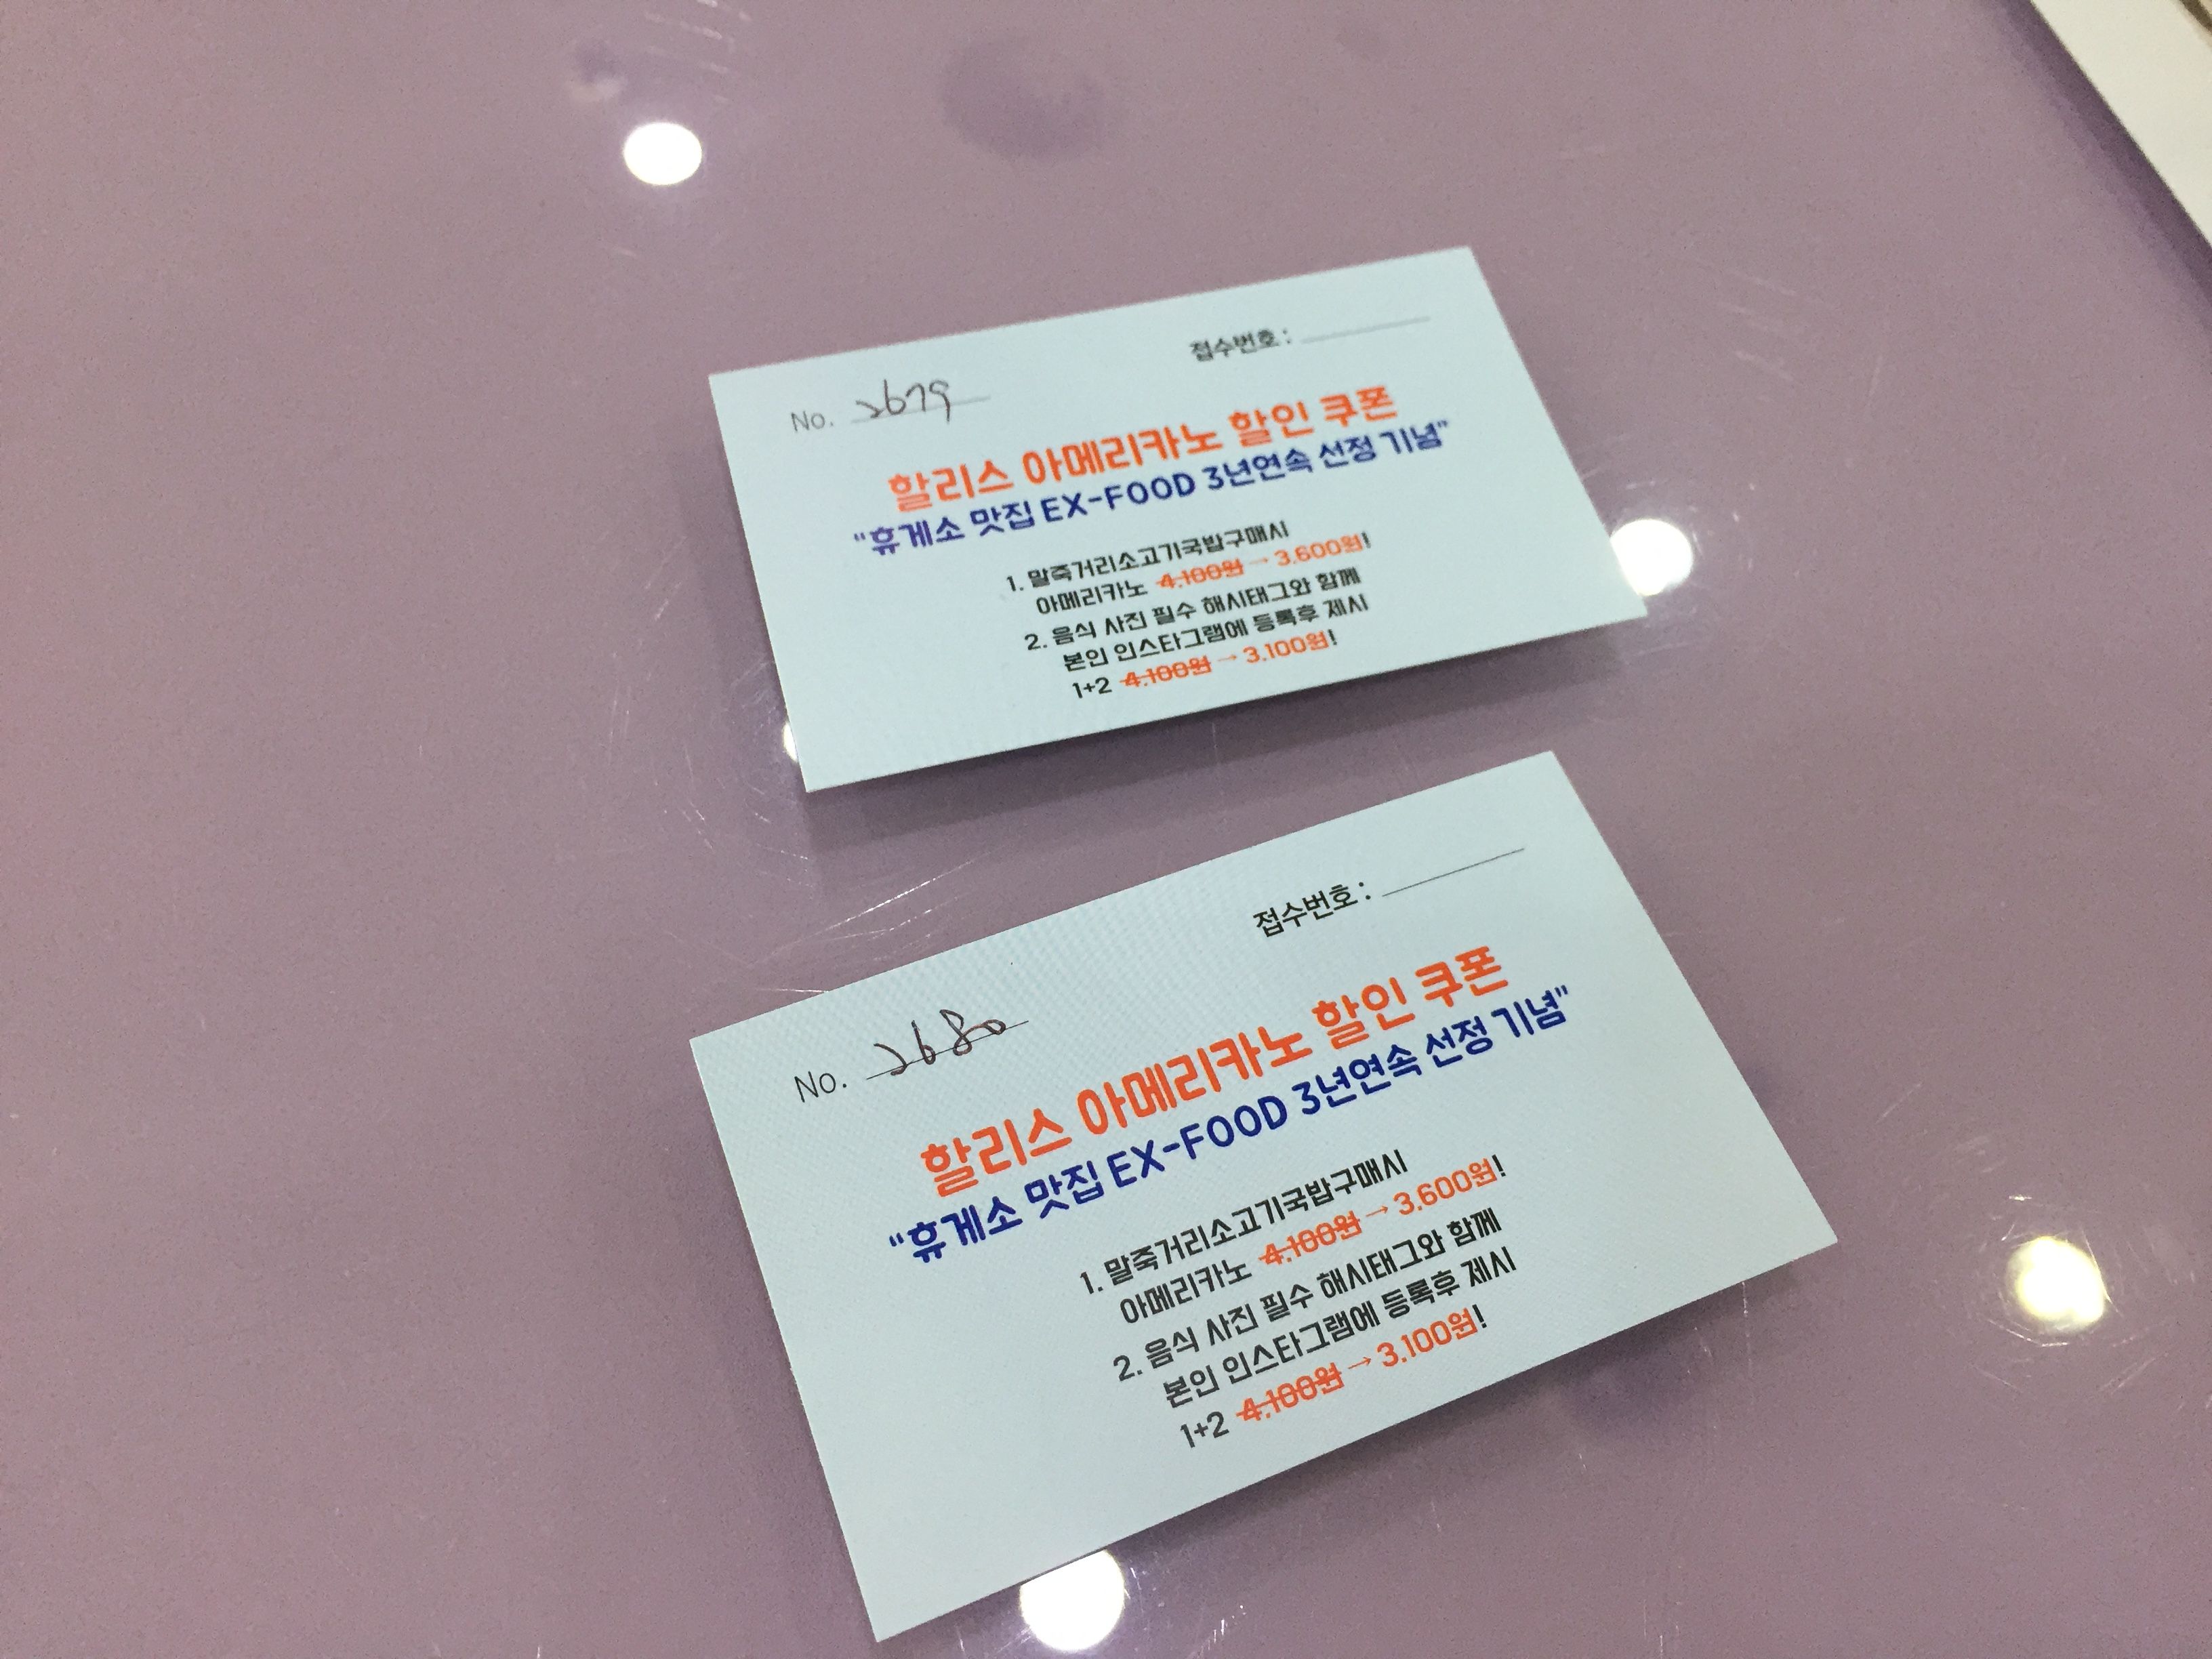 No. 2679
접수번호 :
할리스 아메리카노 할인 쿠폰
"휴게소 맛집 EX-FOOD 3년연속 선정 기념"
1. 말죽거리소고기국밥구매시
아메리카노 4,100원 → 3,600원!
2. 음식 사진 필수 해시태그와 함께
본인 인스타그램에 등록후 제시
1+2 4,100원 → 3,100원!
No. 2680
접수번호 :
할리스 아메리카노 할인 쿠폰
"휴게소 맛집 EX-FOOD 3년연속 선정 기념"
1. 말죽거리소고기국밥구매시
아메리카노 4,100원 → 3,600원!
2. 음식 사진 필수 해시태그와 함께
본인 인스타그램에 등록후 제시
1+2 4,100원 → 3,100원!